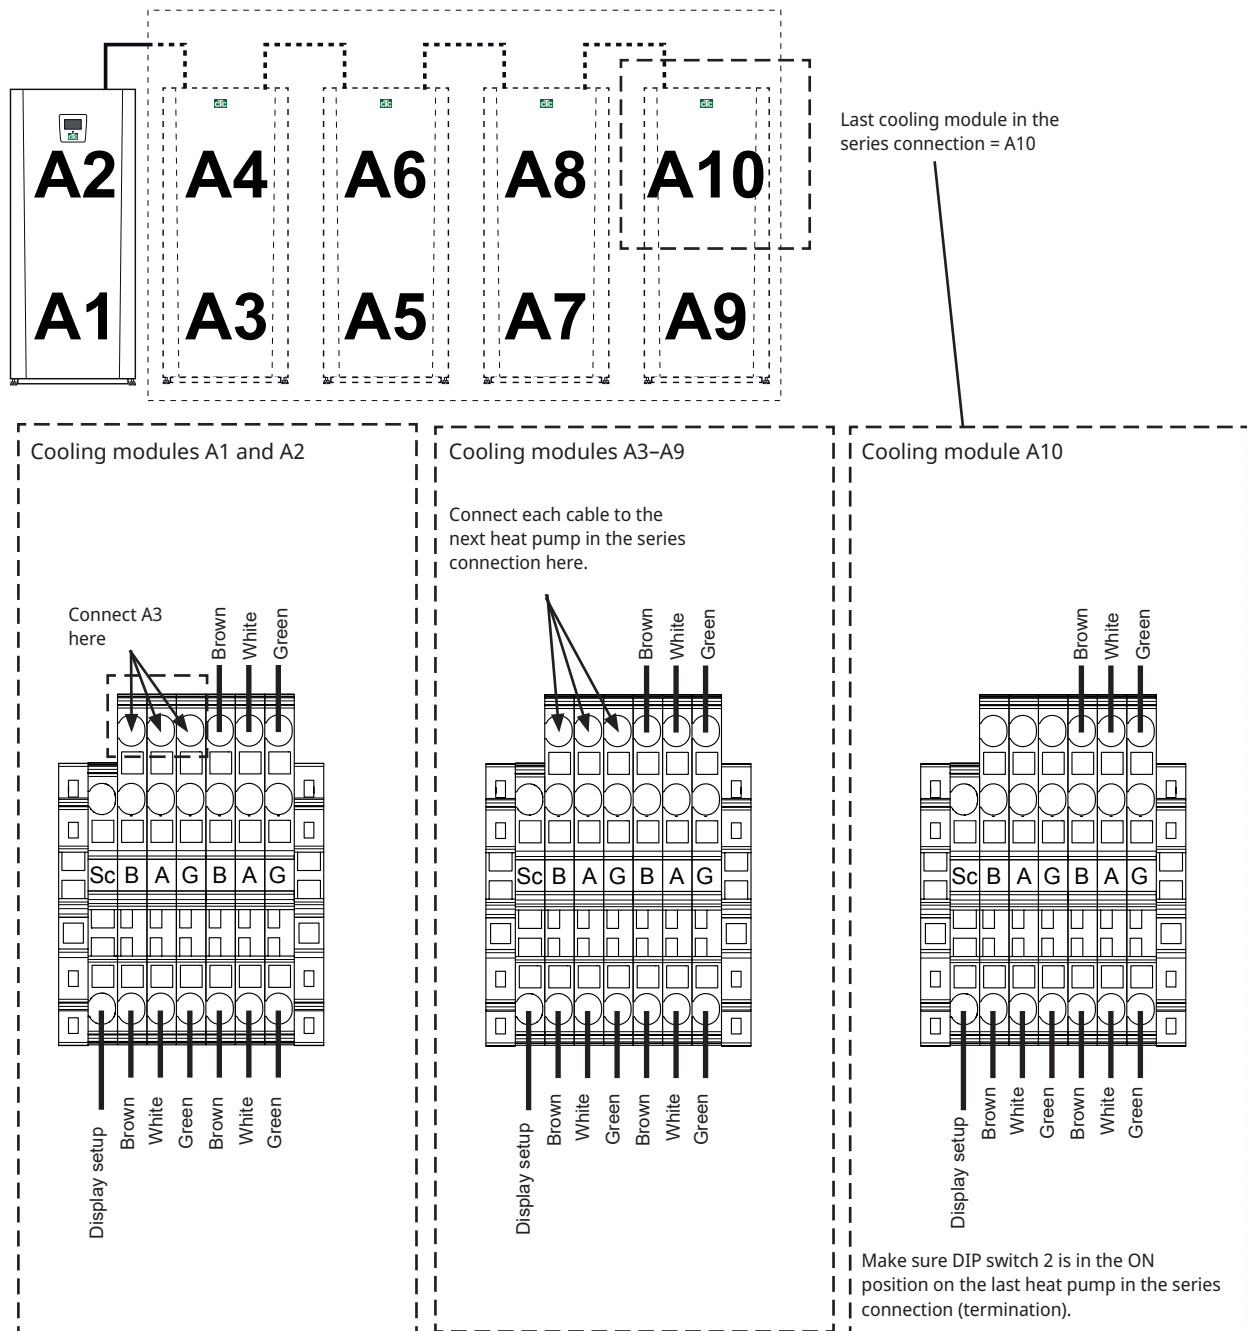 ctc
ctc
ctc
ctc
ctc
A2
A4
A6
A8
A10
A1
A3
A5
A7
A9
Last cooling module in the
series connection = A10
Cooling modules A1 and A2
Connect A3
here
Brown
White
Green
Sc B A G B A G
Display setup
Brown
White
Green
Brown
White
Green
Cooling modules A3–A9
Connect each cable to the
next heat pump in the series
connection here.
Brown
White
Green
Sc B A G B A G
Display setup
Brown
White
Green
Brown
White
Green
Cooling module A10
Brown
White
Green
Sc B A G B A G
Display setup
Brown
White
Green
Brown
White
Green
Make sure DIP switch 2 is in the ON
position on the last heat pump in the series
connection (termination).